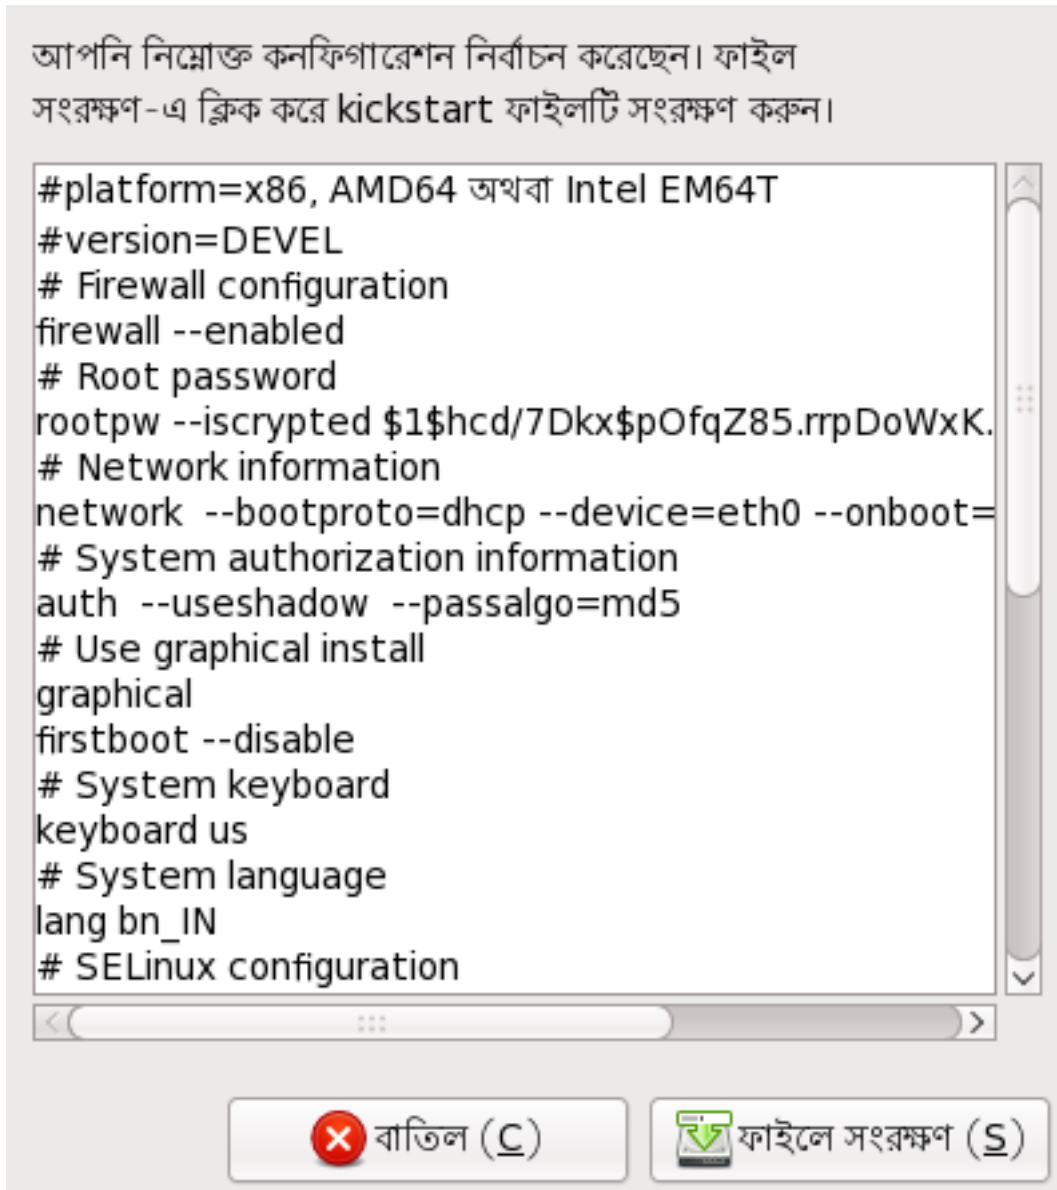 আপনি নিম্নোক্ত কনফিগারেশন নির্বাচন করেছেন। ফাইল
সংরক্ষণ-এ ক্লিক করে kickstart ফাইলটি সংরক্ষণ করুন।
#platform=x86, AMD64 অথবা Intel EM64T
#version=DEVEL
# Firewall configuration
firewall --enabled
# Root password
rootpw --iscrypted $1$hcd/7Dkx$pOfqZ85.rrpDoWxK.
# Network information
network  --bootproto=dhcp --device=eth0 --onboot=
# System authorization information
auth  --useshadow  --passalgo=md5
# Use graphical install
graphical
firstboot --disable
# System keyboard
keyboard us
# System language
lang bn_IN
# SELinux configuration
বাতিল (C)
ফাইলে সংরক্ষণ (S)